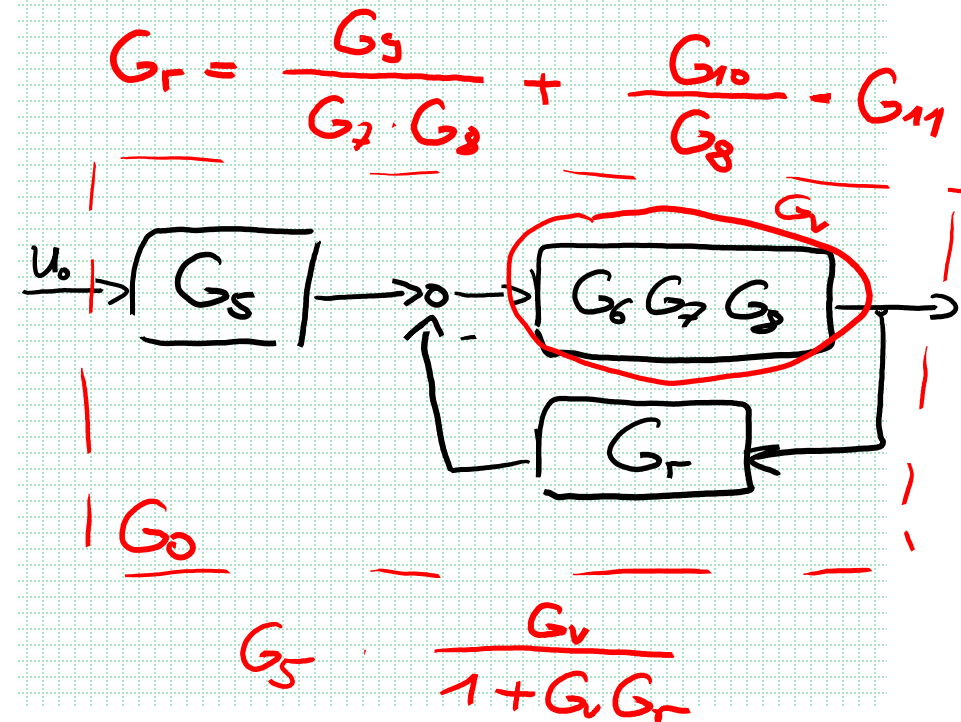 Gr = G9 / (G7 · G8) + G10 / G8 - G11
Gv
u0 G5 G6 G7 G8
-
Gr
G0
G5 · Gv / (1 + Gv Gr)